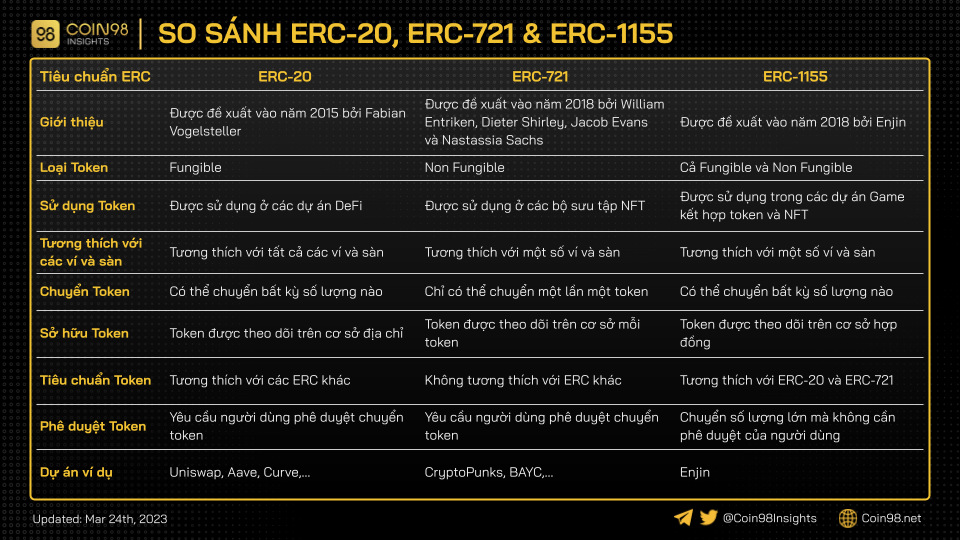 98 COIN98 INSIGHTS
SO SÁNH ERC-20, ERC-721 & ERC-1155
Tiêu chuẩn ERC ERC-20 ERC-721 ERC-1155
Giới thiệu
Được đề xuất vào năm 2015 bởi Fabian
Vogelsteller
Được đề xuất vào năm 2018 bởi William
Entriken, Dieter Shirley, Jacob Evans
và Nastassia Sachs
Được đề xuất vào năm 2018 bởi Enjin
Loại Token
Fungible
Non Fungible
Cả Fungible và Non Fungible
Sử dụng Token
Được sử dụng ở các dự án DeFi
Được sử dụng ở các bộ sưu tập NFT
Được sử dụng trong các dự án Game
kết hợp token và NFT
Tương thích với
các ví và sàn
Tương thích với tất cả các ví và sàn
Tương thích với một số ví và sàn
Tương thích với một số ví và sàn
Chuyển Token
Có thể chuyển bất kỳ số lượng nào
Chỉ có thể chuyển một lần một token
Có thể chuyển bất kỳ số lượng nào
Sở hữu Token
Token được theo dõi trên cơ sở địa chỉ
Token được theo dõi trên cơ sở mỗi
token
Token được theo dõi trên cơ sở hợp
đồng
Tiêu chuẩn Token
Tương thích với các ERC khác
Không tương thích với ERC khác
Tương thích với ERC-20 và ERC-721
Phê duyệt Token
Yêu cầu người dùng phê duyệt chuyển
token
Yêu cầu người dùng phê duyệt chuyển
token
Chuyển số lượng lớn mà không cần
phê duyệt của người dùng
Dự án ví dụ
Uniswap, Aave, Curve,...
CryptoPunks, BAYC,...
Enjin
Updated: Mar 24th, 2023
@Coin98Insights
Coin98.net